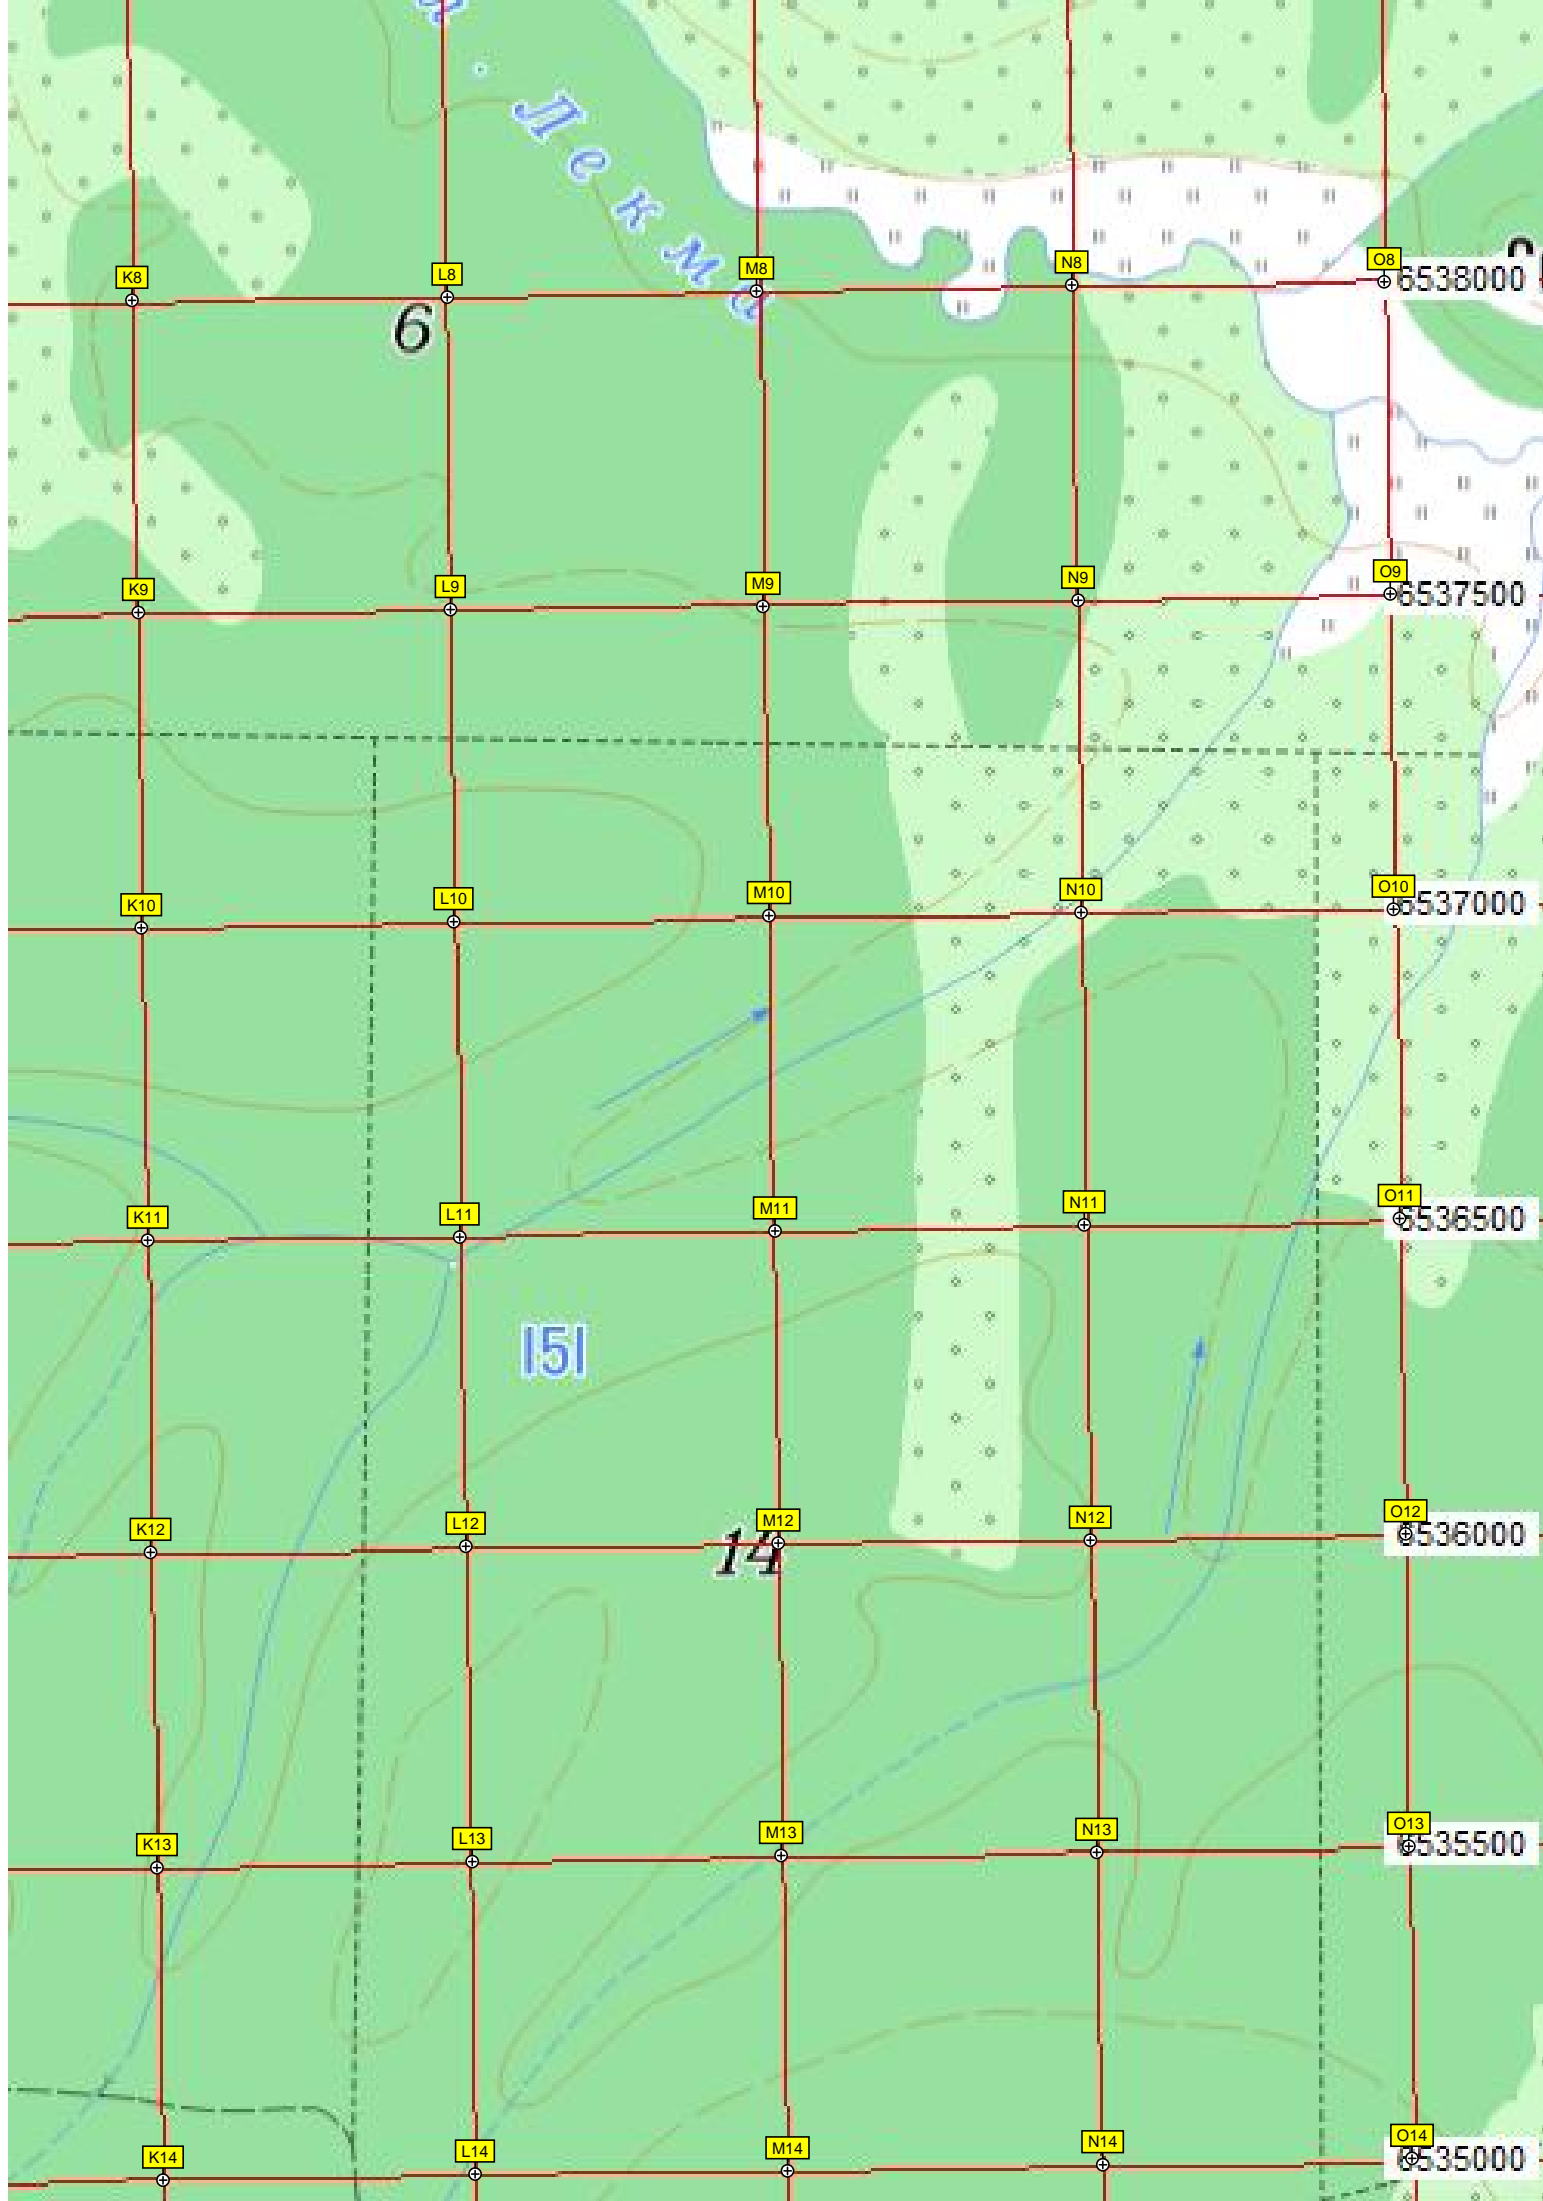 р. Лекма
K8 L8 M8 N8 O8 6538000
6
K9 L9 M9 N9 O9 6537500
K10 L10 M10 N10 O10 6537000
K11 L11 M11 N11 O11 6536500
151
K12 L12 M12 N12 O12 6536000
14
K13 L13 M13 N13 O13 6535500
K14 L14 M14 N14 O14 6535000